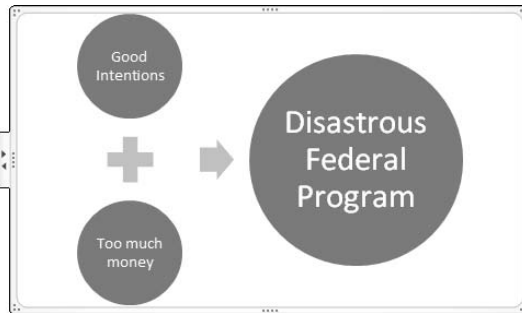 Good
Intentions
Too much
money
Disastrous
Federal
Program